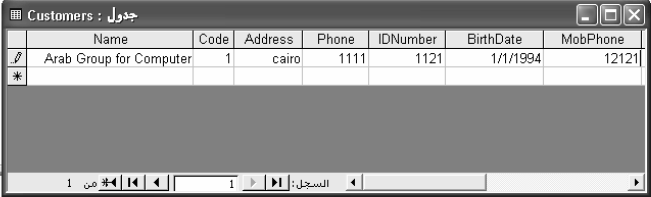 Customers : جدول
Name Code Address Phone IDNumber BirthDate MobPhone
Arab Group for Computer 1 cairo 1111 1121 1/1/1994 12121
السجل: 1 من 1